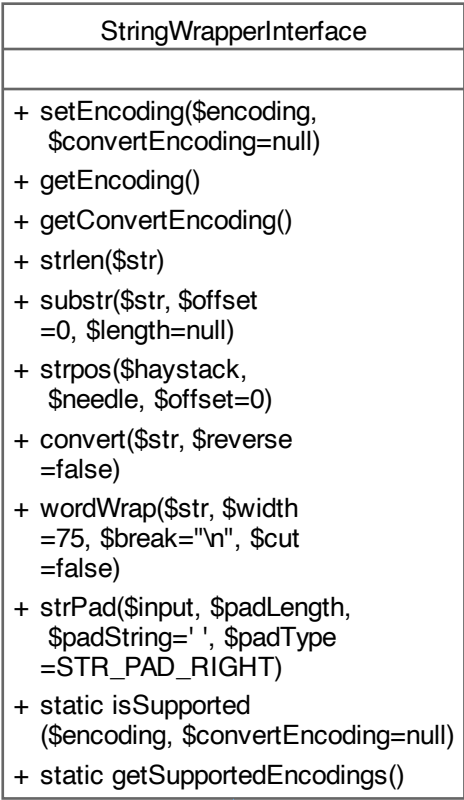 StringWrapperInterface
+ setEncoding($encoding,
$convertEncoding=null)
+ getEncoding()
+ getConvertEncoding()
+ strlen($str)
+ substr($str, $offset
=0, $length=null)
+ strpos($haystack,
$needle, $offset=0)
+ convert($str, $reverse
=false)
+ wordWrap($str, $width
=75, $break="\n", $cut
=false)
+ strPad($input, $padLength,
$padString=' ', $padType
=STR_PAD_RIGHT)
+ static isSupported
($encoding, $convertEncoding=null)
+ static getSupportedEncodings()